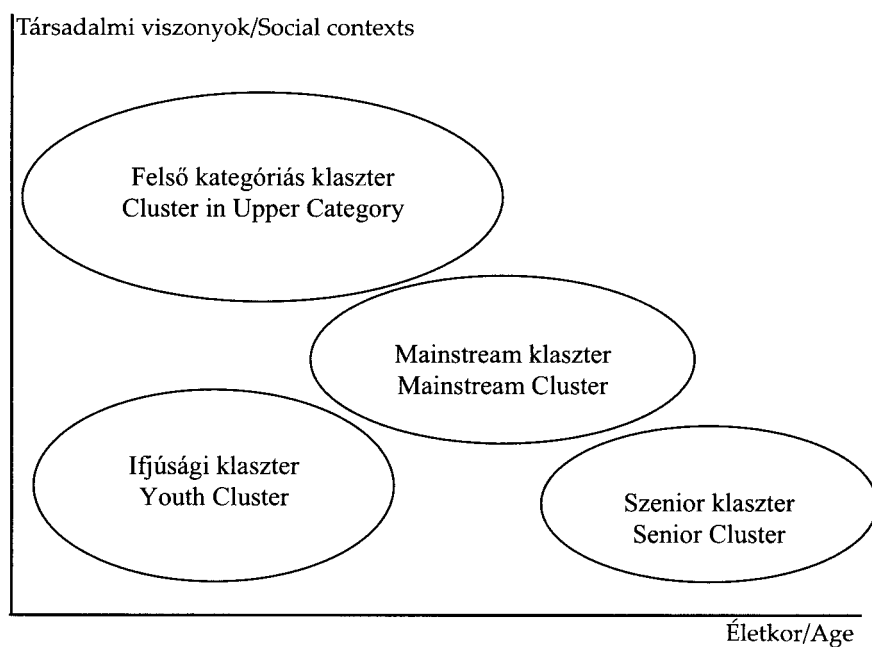 Társadalmi viszonyok/Social contexts
Felső kategóriás klaszter
Cluster in Upper Category
Mainstream klaszter
Mainstream Cluster
Ifjúsági klaszter
Youth Cluster
Szenior klaszter
Senior Cluster
Életkor/Age